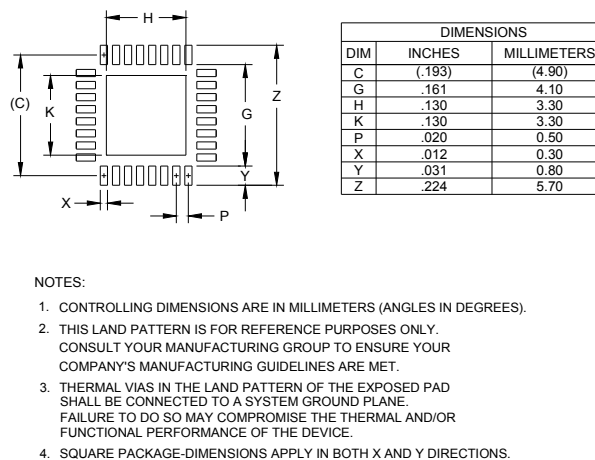 H
(C)
K
G
Z
Y
X
P
DIMENSIONS
DIM INCHES MILLIMETERS
C (.193) (4.90)
G .161 4.10
H .130 3.30
K .130 3.30
P .020 0.50
X .012 0.30
Y .031 0.80
Z .224 5.70
NOTES:
1. CONTROLLING DIMENSIONS ARE IN MILLIMETERS (ANGLES IN DEGREES).
2. THIS LAND PATTERN IS FOR REFERENCE PURPOSES ONLY.
CONSULT YOUR MANUFACTURING GROUP TO ENSURE YOUR
COMPANY'S MANUFACTURING GUIDELINES ARE MET.
3. THERMAL VIAS IN THE LAND PATTERN OF THE EXPOSED PAD
SHALL BE CONNECTED TO A SYSTEM GROUND PLANE.
FAILURE TO DO SO MAY COMPROMISE THE THERMAL AND/OR
FUNCTIONAL PERFORMANCE OF THE DEVICE.
4. SQUARE PACKAGE-DIMENSIONS APPLY IN BOTH X AND Y DIRECTIONS.